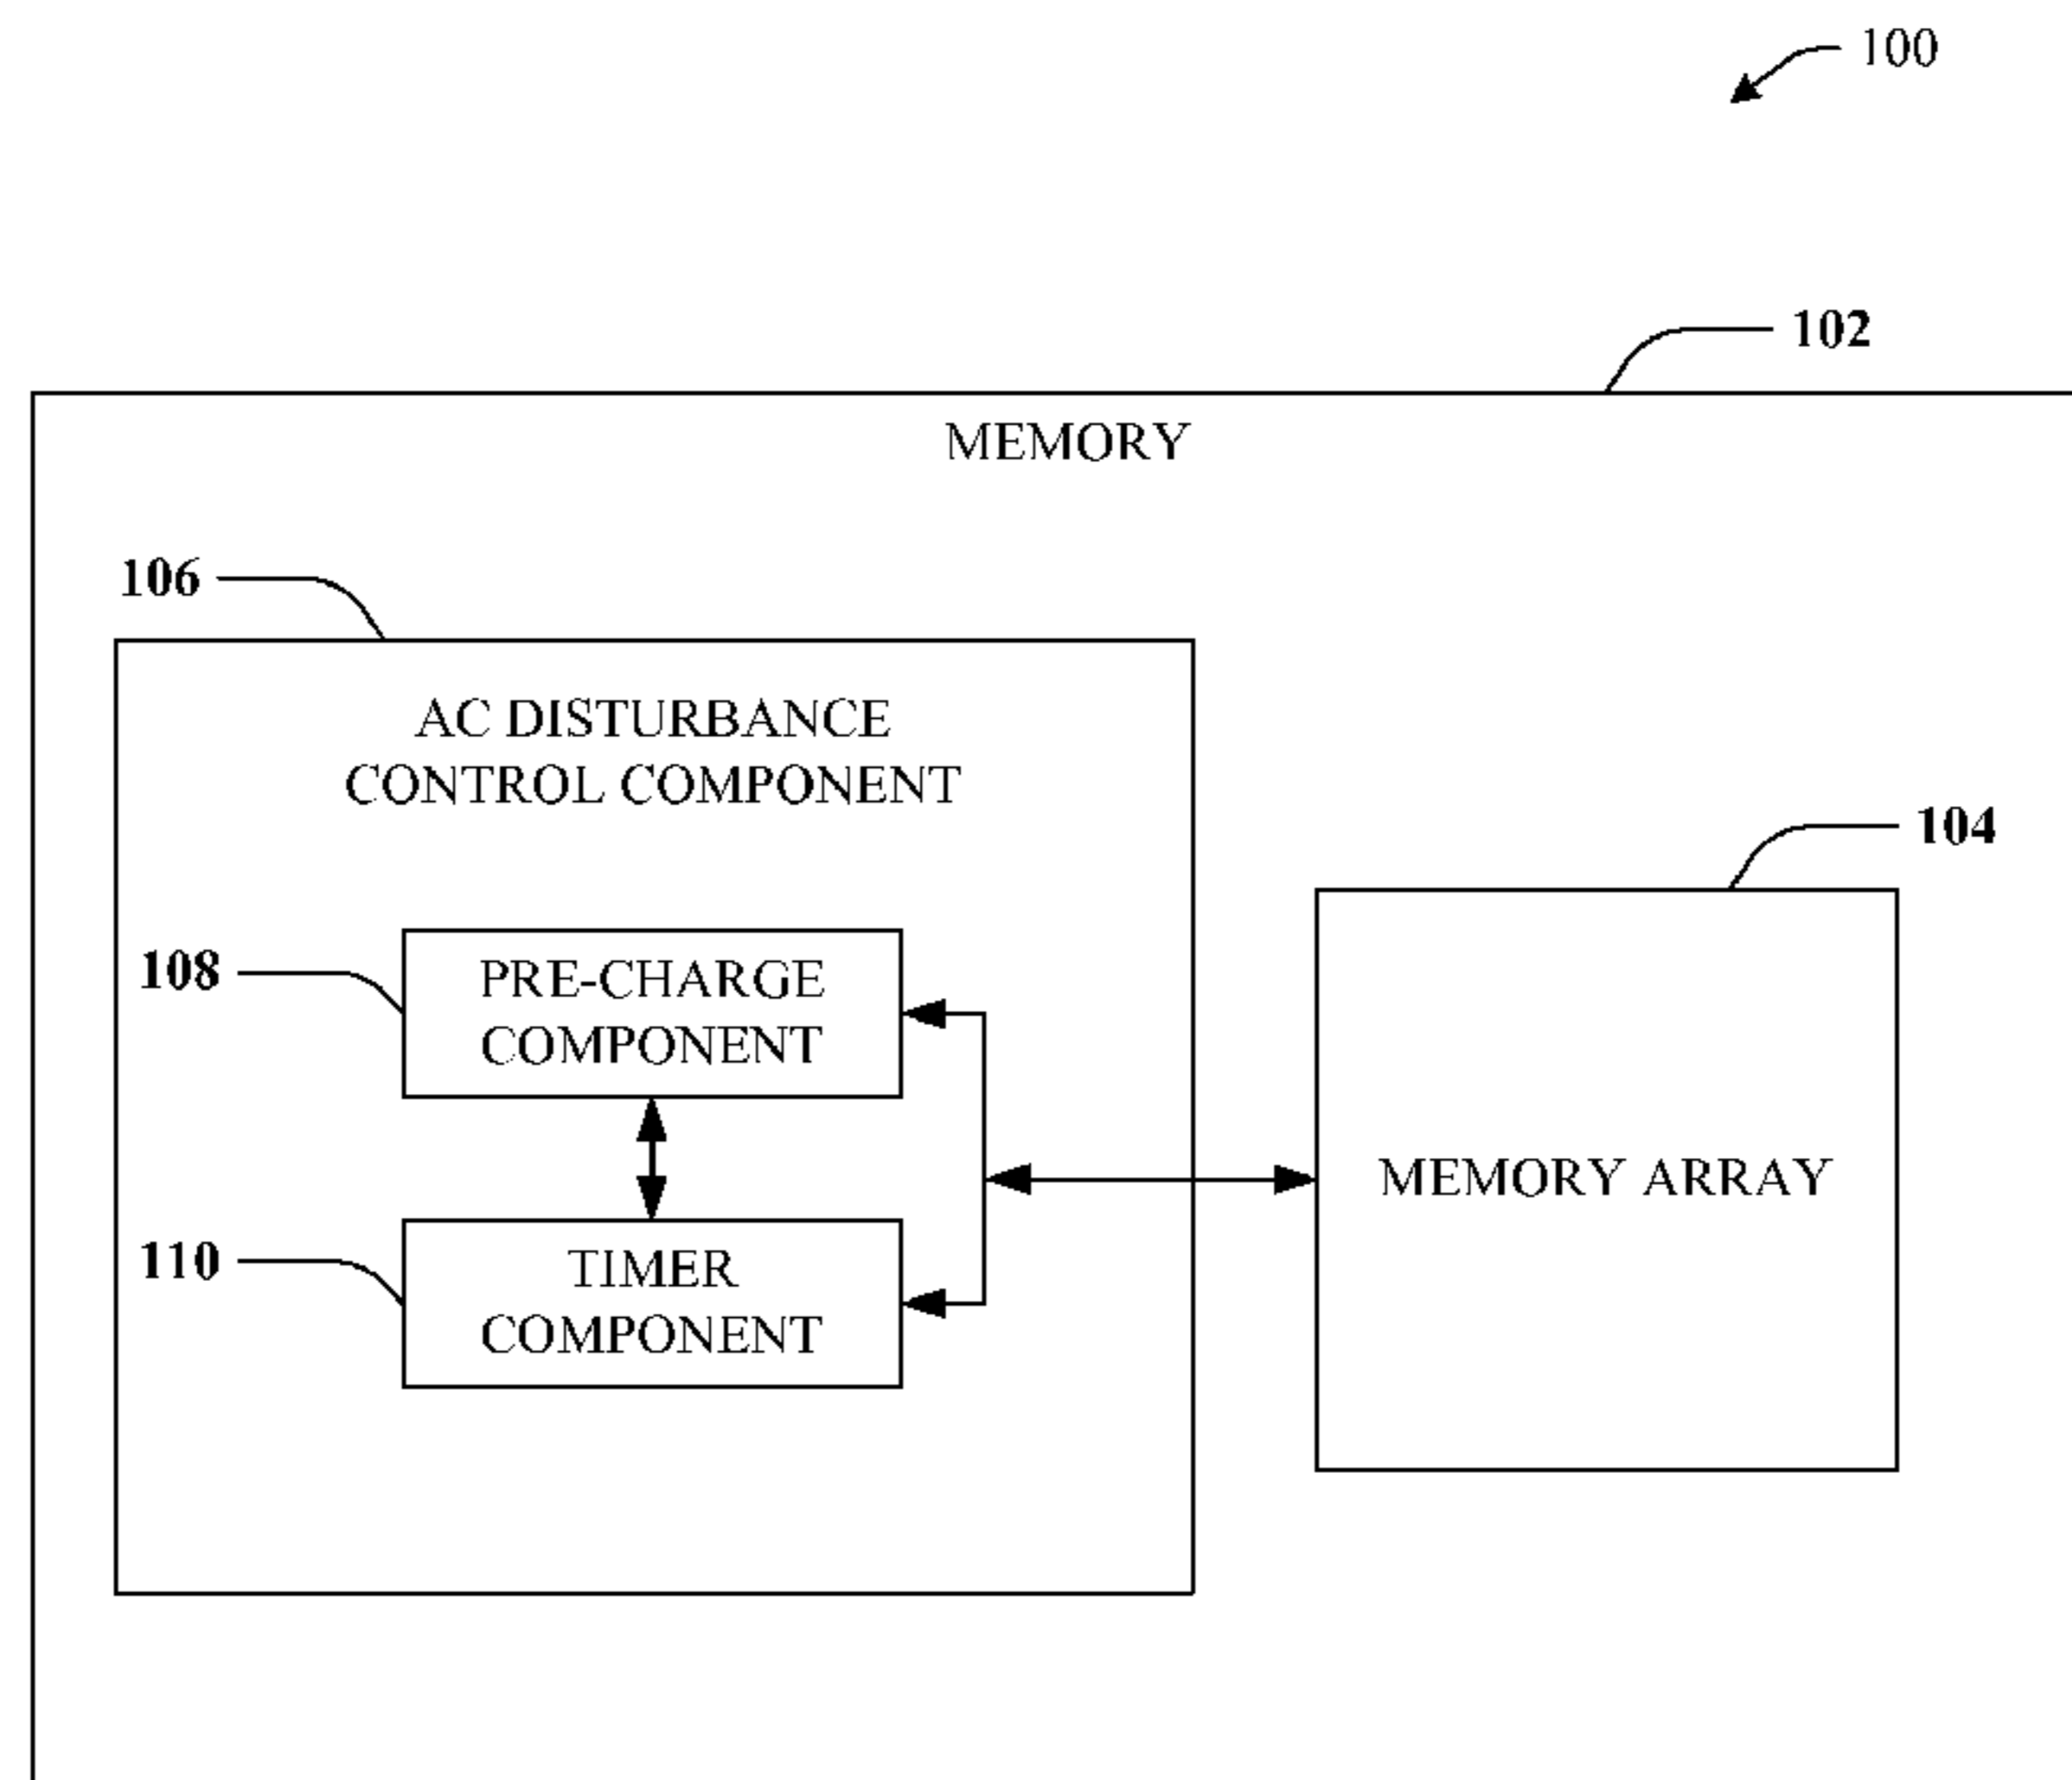 100
102
MEMORY
106
AC DISTURBANCE
CONTROL COMPONENT
104
108
PRE-CHARGE
COMPONENT
MEMORY ARRAY
110
TIMER
COMPONENT